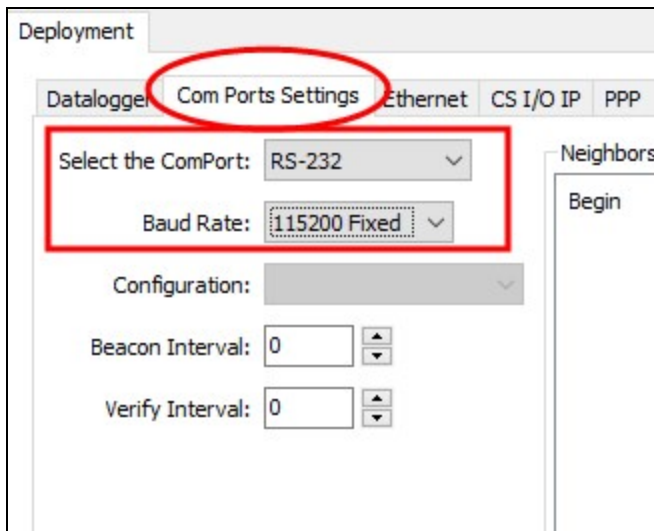 Deployment
Datalogger Com Ports Settings Ethernet CS I/O IP PPP
Select the ComPort: RS-232
Neighbors
Baud Rate: 115200 Fixed
Begin
Configuration:
Beacon Interval: 0
Verify Interval: 0